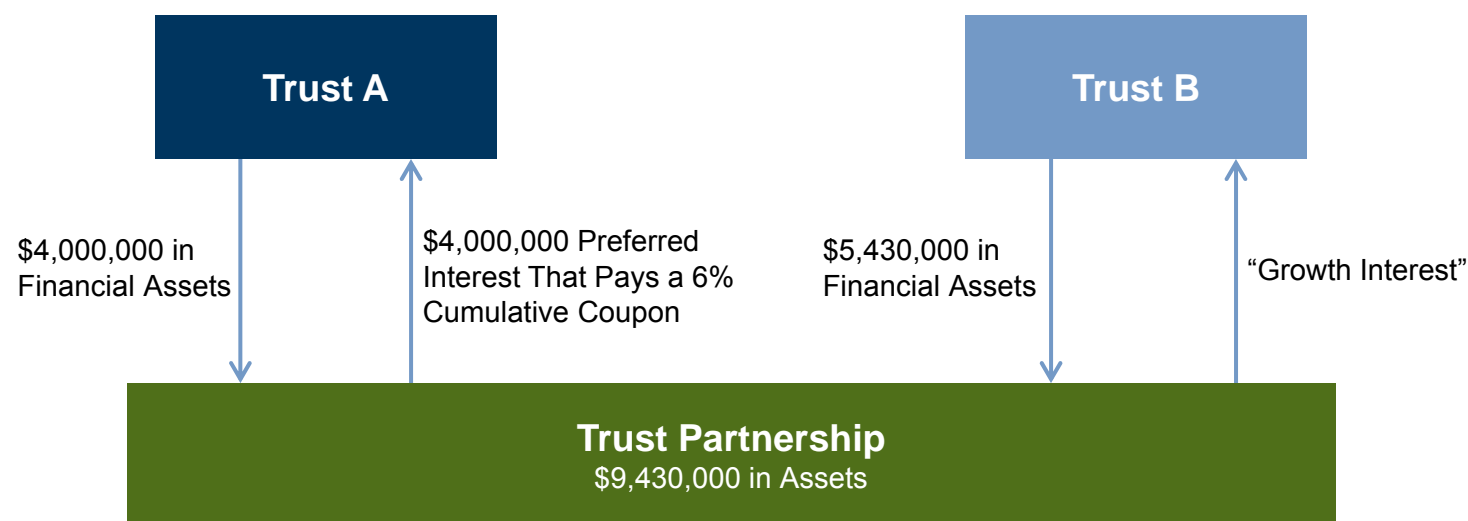 Trust A
Trust B
$4,000,000 in
Financial Assets
$4,000,000 Preferred
Interest That Pays a 6%
Cumulative Coupon
$5,430,000 in
Financial Assets
“Growth Interest”
Trust Partnership
$9,430,000 in Assets